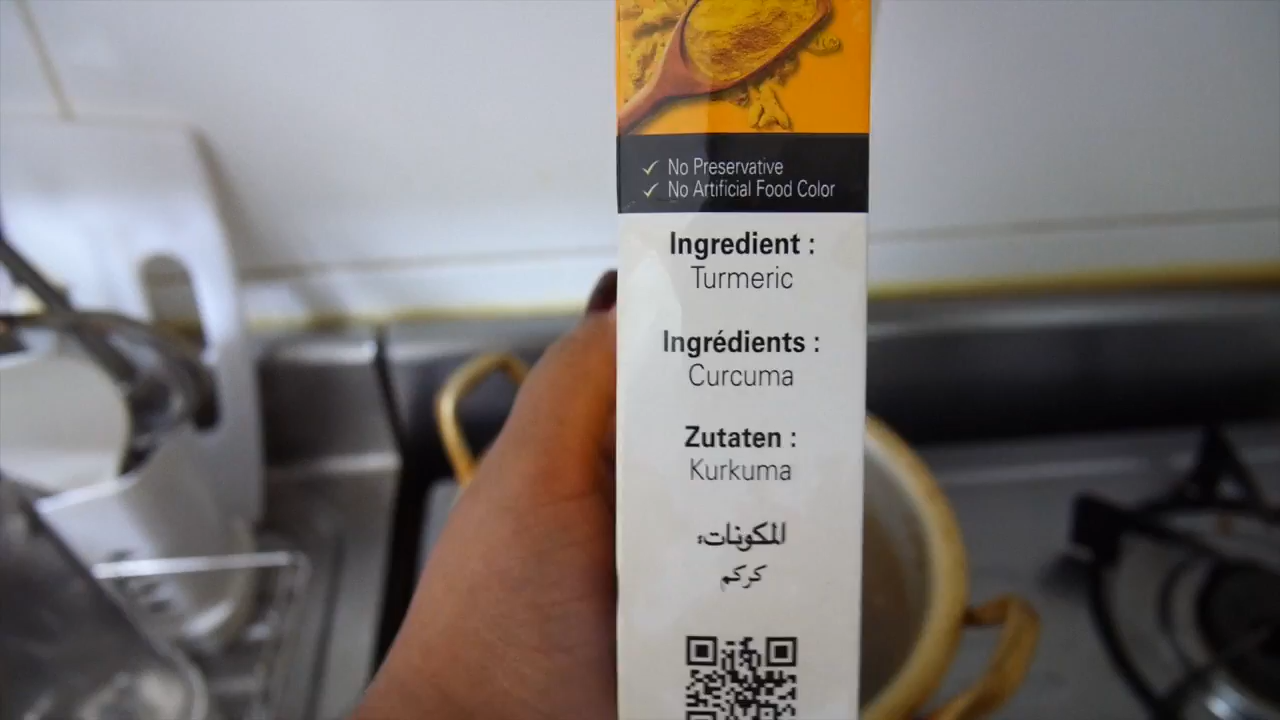 No Preservative
No Artificial Food Color
Ingredient :
Turmeric
Ingrédients :
Curcuma
Zutaten :
Kurkuma
المكونات:
كركم